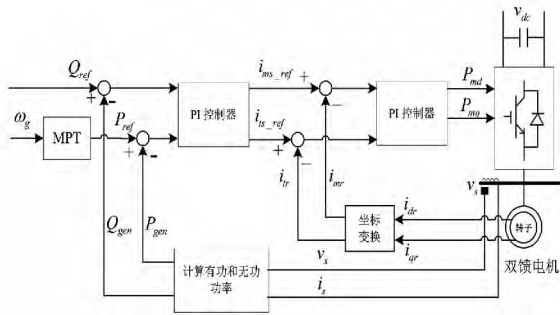 v_dc
Q_ref
i_ms_ref
P_md
PI 控制器
PI 控制器
ω_g
MPT
P_ref
i_ts_ref
P_mq
Q_gen
P_gen
i_tr
i_mr
v_s
坐标
变换
i_dr
i_qr
转子
双馈电机
计算有功和无功
功率
v_s
i_s